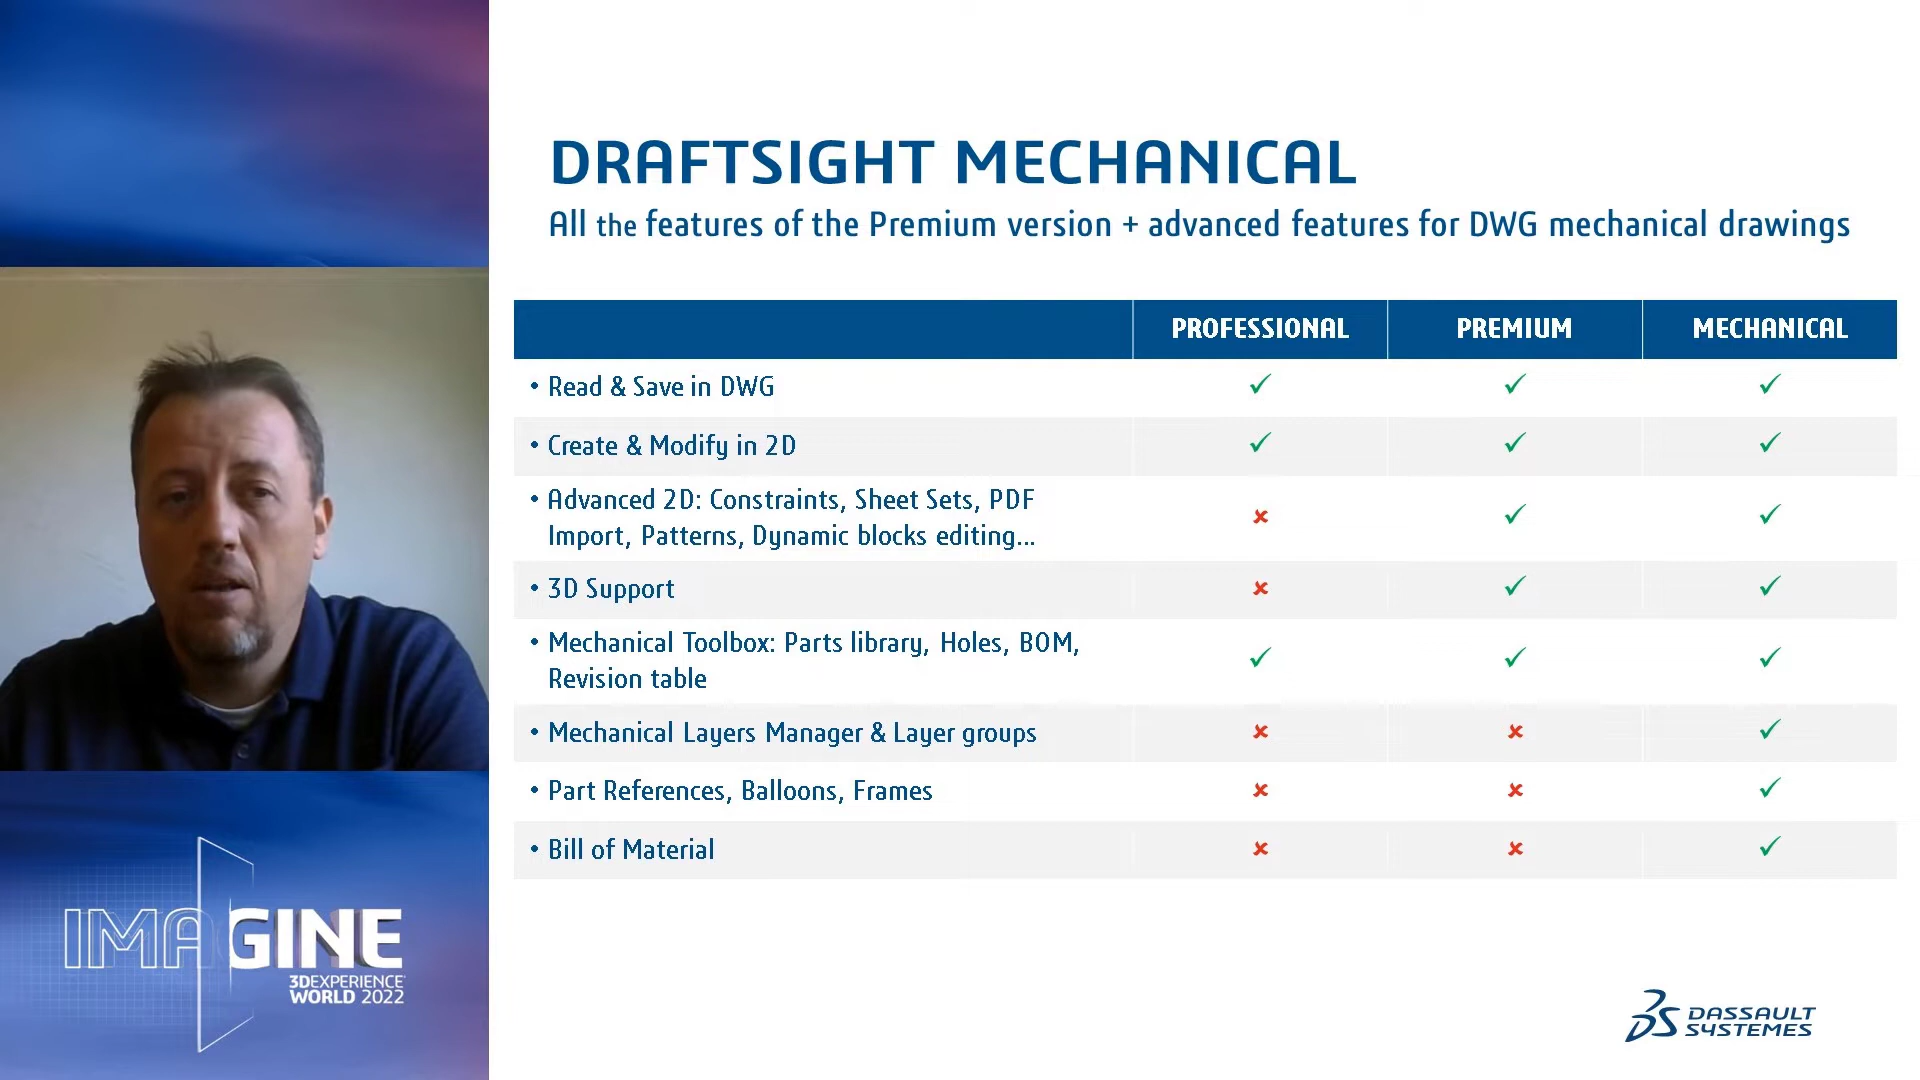 DRAFTSIGHT MECHANICAL
All the features of the Premium version + advanced features for DWG mechanical drawings
PROFESSIONAL PREMIUM MECHANICAL
• Read & Save in DWG ✓ ✓ ✓
• Create & Modify in 2D ✓ ✓ ✓
• Advanced 2D: Constraints, Sheet Sets, PDF
Import, Patterns, Dynamic blocks editing... ✘ ✓ ✓
• 3D Support ✘ ✓ ✓
• Mechanical Toolbox: Parts library, Holes, BOM,
Revision table ✓ ✓ ✓
• Mechanical Layers Manager & Layer groups ✘ ✘ ✓
• Part References, Balloons, Frames ✘ ✘ ✓
• Bill of Material ✘ ✘ ✓
IMAGINE
3DEXPERIENCE
WORLD 2022
DASSAULT
SYSTEMES